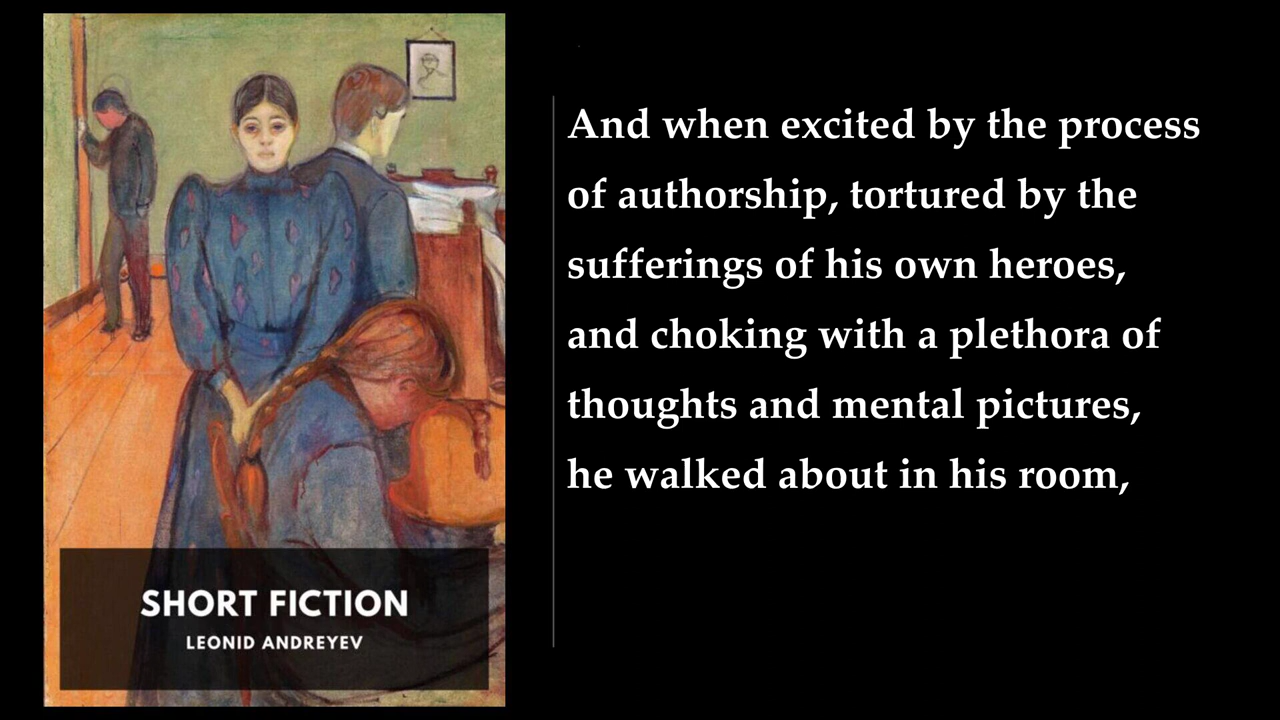 SHORT FICTION
LEONID ANDREYEV
And when excited by the process
of authorship, tortured by the
sufferings of his own heroes,
and choking with a plethora of
thoughts and mental pictures,
he walked about in his room,